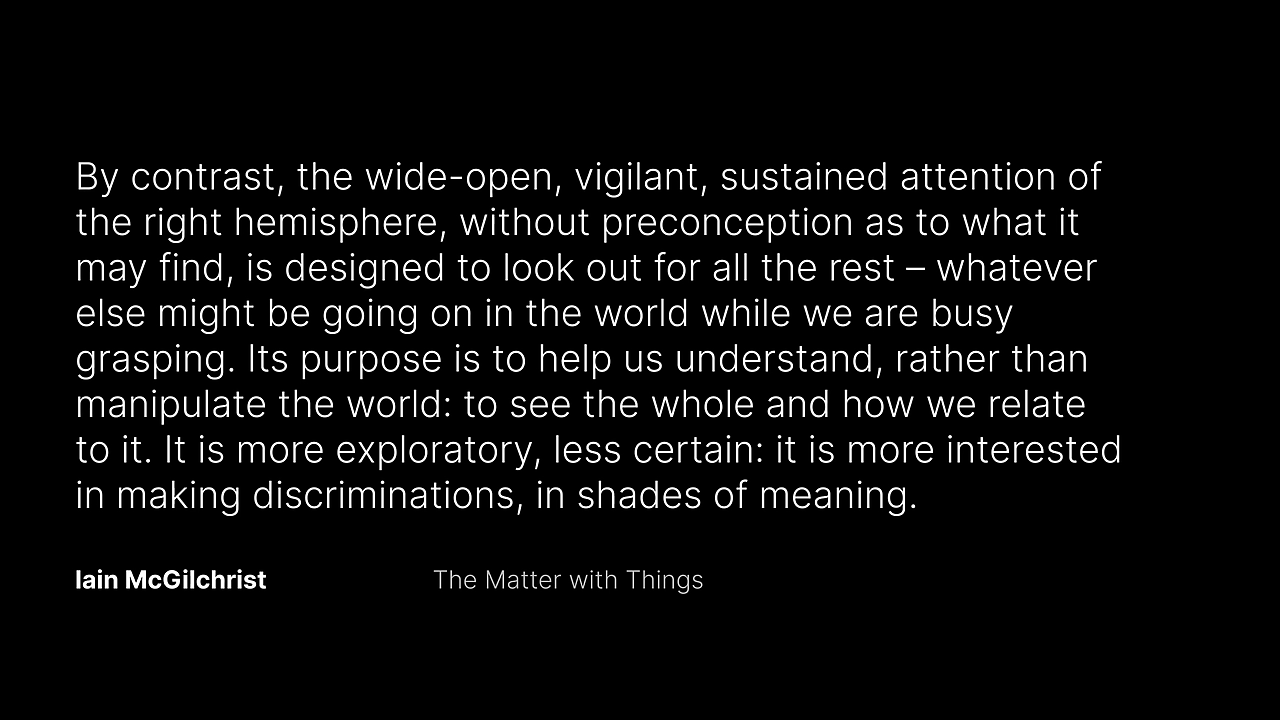 By contrast, the wide-open, vigilant, sustained attention of
the right hemisphere, without preconception as to what it
may find, is designed to look out for all the rest – whatever
else might be going on in the world while we are busy
grasping. Its purpose is to help us understand, rather than
manipulate the world: to see the whole and how we relate
to it. It is more exploratory, less certain: it is more interested
in making discriminations, in shades of meaning.
Iain McGilchrist The Matter with Things